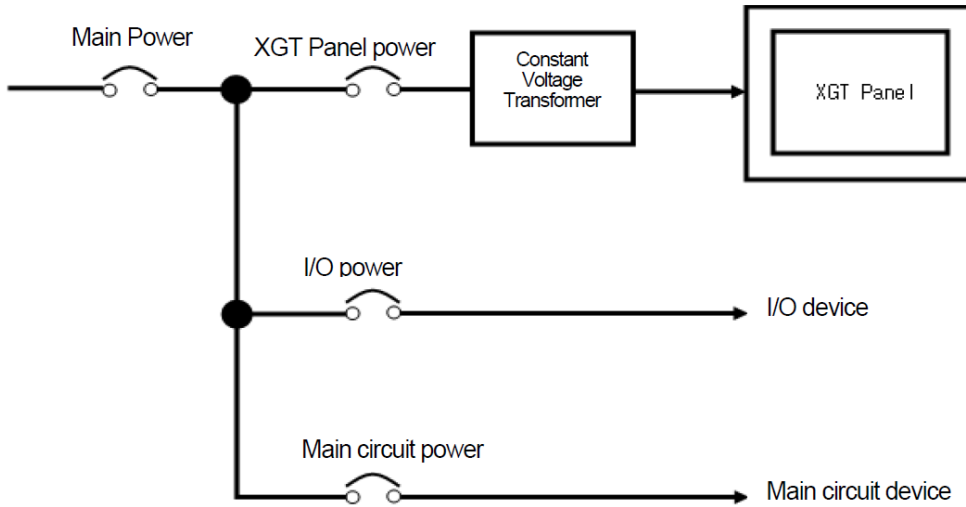 Main Power
XGT Panel power
Constant
Voltage
Transformer
XGT Panel
I/O power
I/O device
Main circuit power
Main circuit device